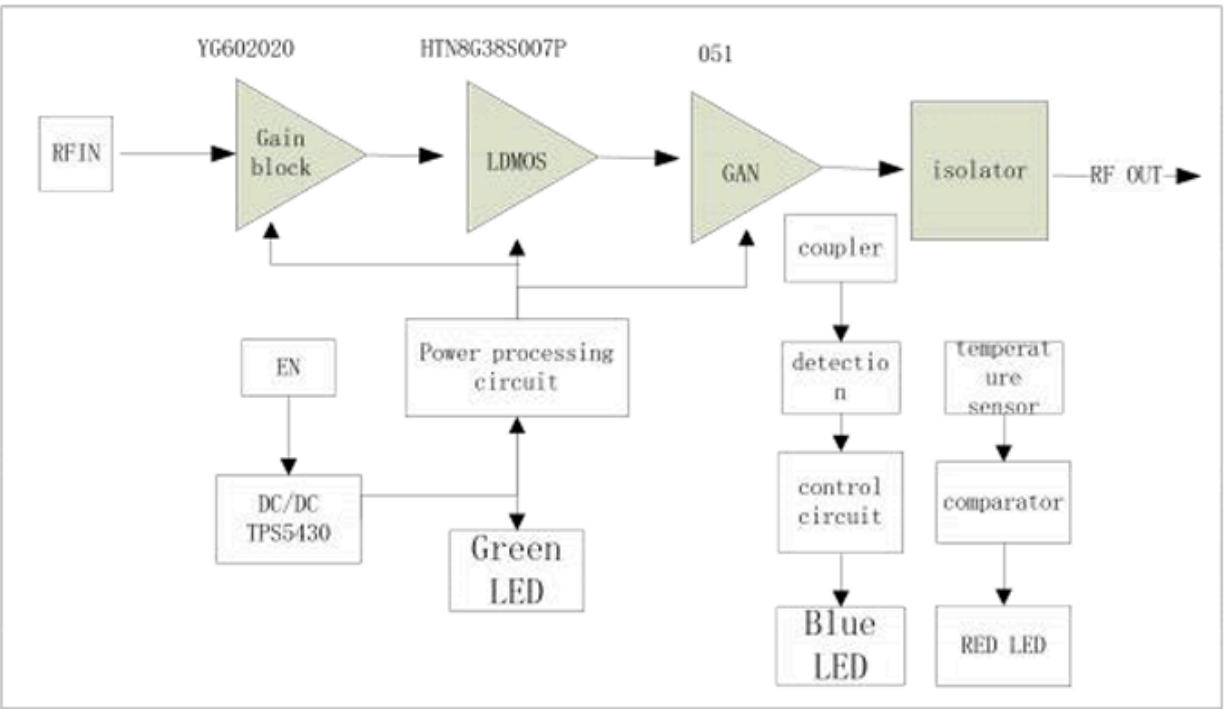 YG602020
HTN8G38S007P
051
RFIN
Gain
block
LDMOS
GAN
isolator
RF OUT
coupler
Power processing
circuit
EN
detectio
n
temperat
ure
sensor
DC/DC
TPS5430
control
circuit
comparator
Green
LED
Blue
LED
RED LED